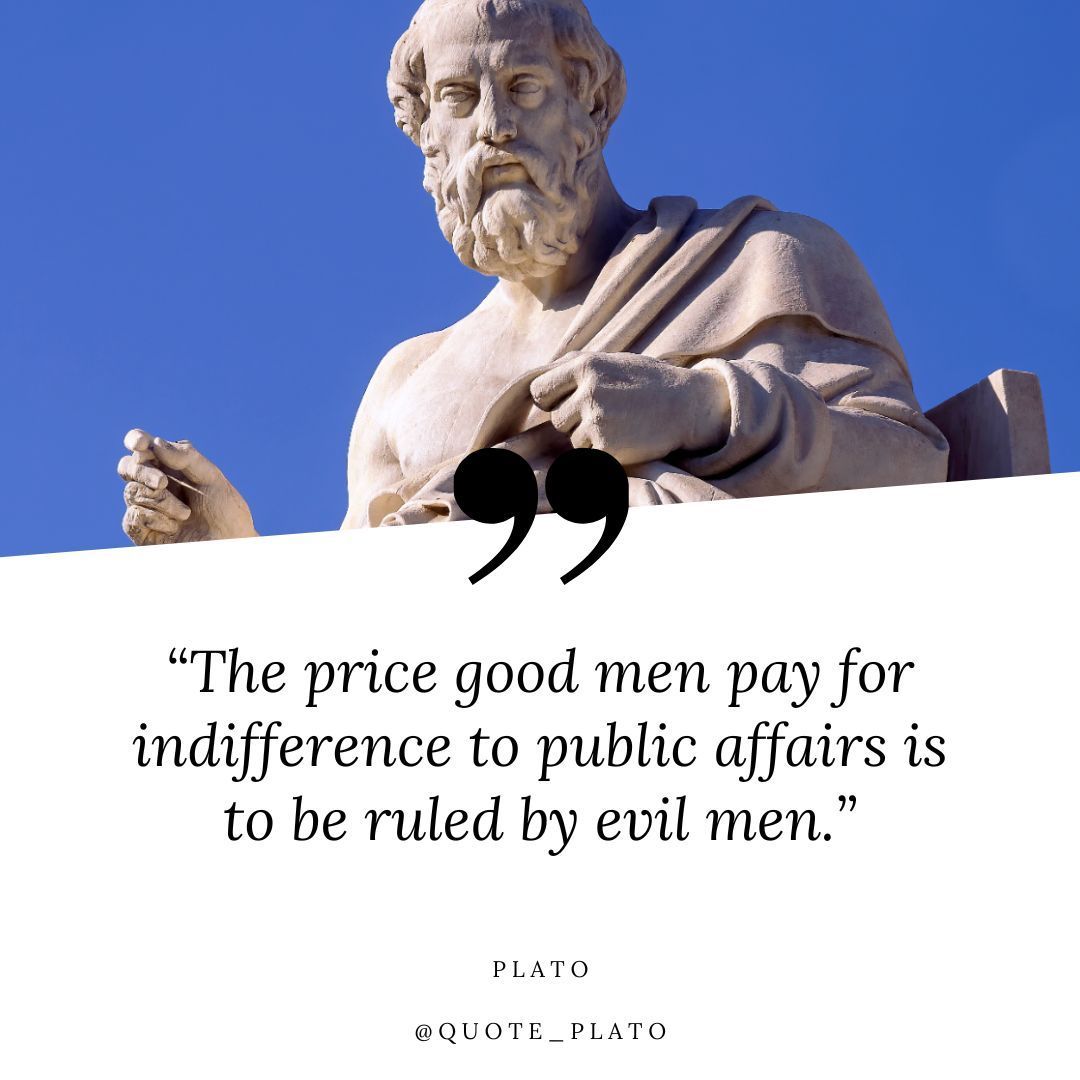 ”
“The price good men pay for
indifference to public affairs is
to be ruled by evil men.”
PLATO
@QUOTE_PLATO